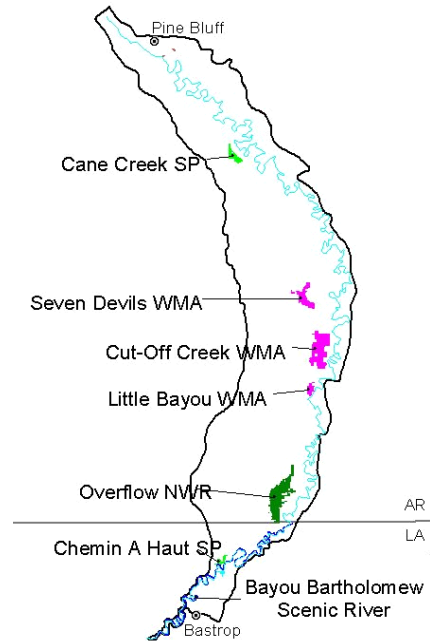 Pine Bluff
Cane Creek SP
Seven Devils WMA
Cut-Off Creek WMA
Little Bayou WMA
Overflow NWR
AR
LA
Chemin A Haut SP
Bayou Bartholomew
Scenic River
Bastrop